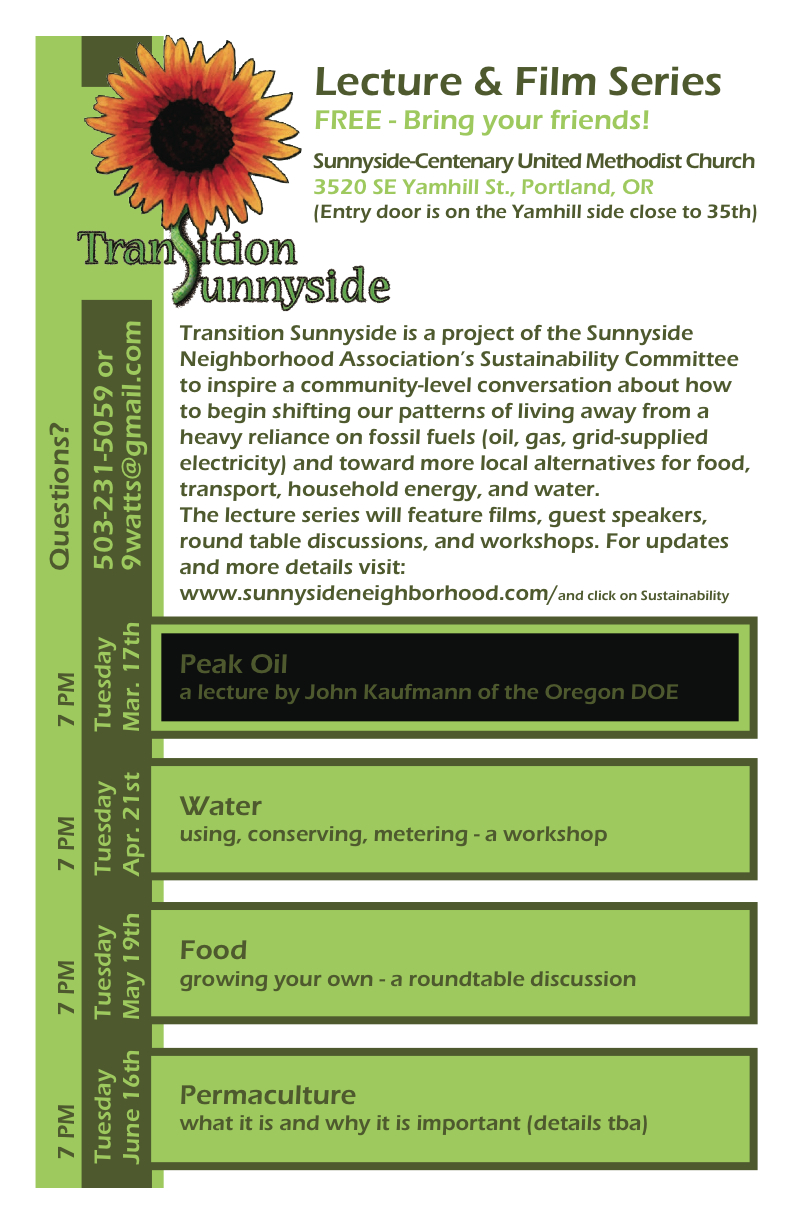 Lecture & Film Series
FREE - Bring your friends!
Sunnyside-Centenary United Methodist Church
3520 SE Yamhill St., Portland, OR
(Entry door is on the Yamhill side close to 35th)
Transition
Sunnyside
Transition Sunnyside is a project of the Sunnyside
Neighborhood Association's Sustainability Committee
to inspire a community-level conversation about how
to begin shifting our patterns of living away from a
heavy reliance on fossil fuels (oil, gas, grid-supplied
electricity) and toward more local alternatives for food,
transport, household energy, and water.
The lecture series will feature films, guest speakers,
round table discussions, and workshops. For updates
and more details visit:
www.sunnysideneighborhood.com/and click on Sustainability
Questions?
503-231-5059 or
9watts@gmail.com
7 PM
Tuesday
Mar. 17th
Peak Oil
a lecture by John Kaufmann of the Oregon DOE
7 PM
Tuesday
Apr. 21st
Water
using, conserving, metering - a workshop
7 PM
Tuesday
May 19th
Food
growing your own - a roundtable discussion
7 PM
Tuesday
June 16th
Permaculture
what it is and why it is important (details tba)